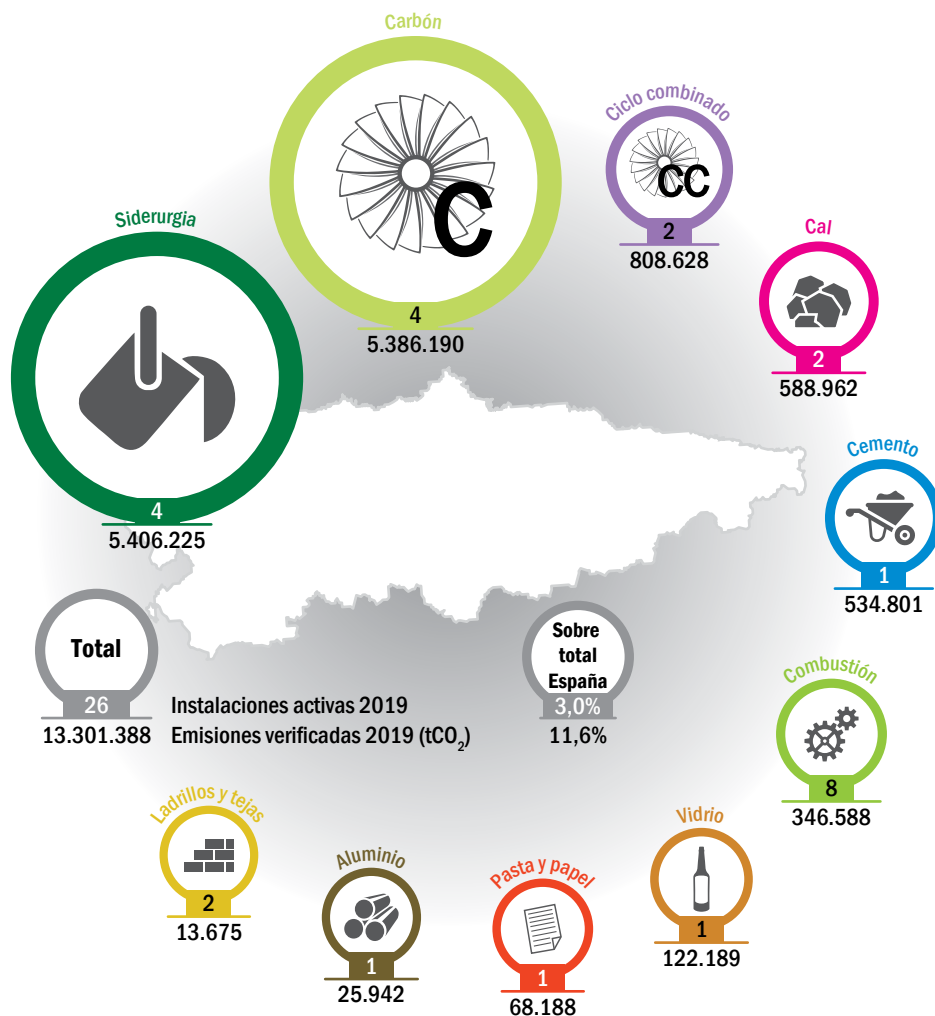 Carbón
C
4
5.386.190
Ciclo combinado
CC
2
808.628
Siderurgia
4
5.406.225
Cal
2
588.962
Cemento
1
534.801
Total
26
13.301.388
Instalaciones activas 2019
Emisiones verificadas 2019 (tCO₂)
Sobre
total
España
3,0%
11,6%
Combustión
8
346.588
Ladrillos y tejas
2
13.675
Aluminio
1
25.942
Pasta y papel
1
68.188
Vidrio
1
122.189